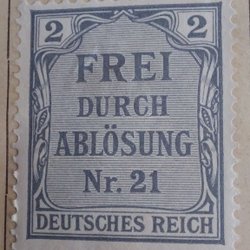 2 2
FREI
DURCH
ABLÖSUNG
Nr. 21
DEUTSCHES REICH